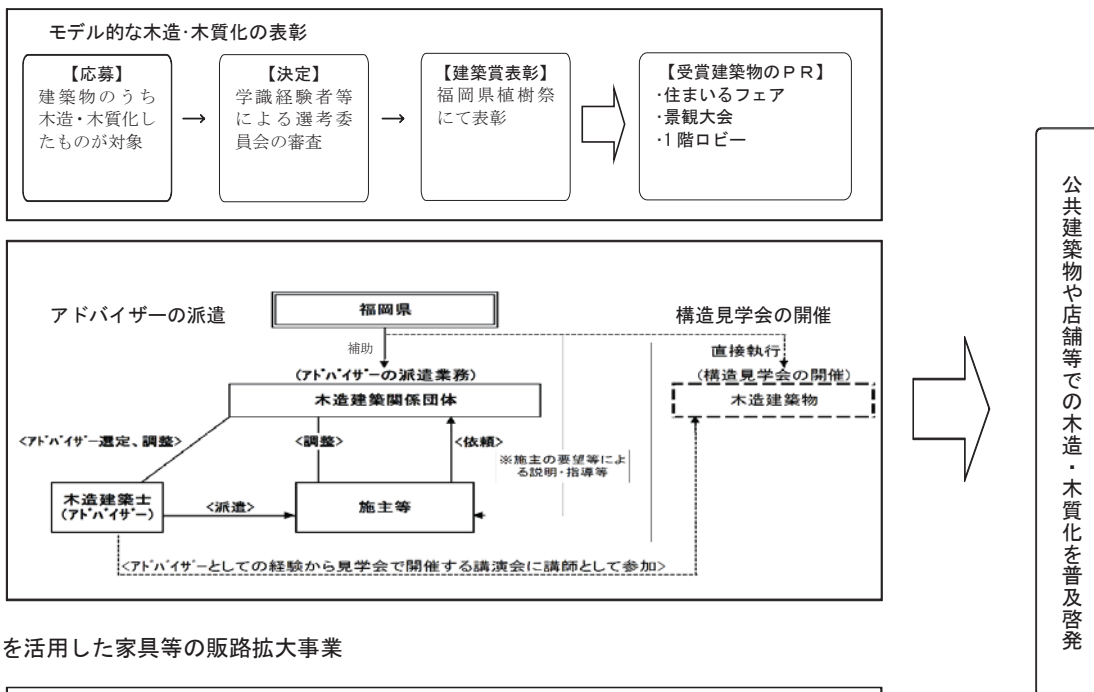 モデル的な木造・木質化の表彰
【応募】
建築物のうち
木造・木質化し
たものが対象
→
【決定】
学識経験者等
による選考委
員会の審査
→
【建築賞表彰】
福岡県植樹祭
にて表彰
【受賞建築物のＰＲ】
・住まいるフェア
・景観大会
・1階ロビー
アドバイザーの派遣
福岡県
構造見学会の開催
補助
直接執行
(ｱﾄﾞﾊﾞｲｻﾞｰの派遣業務)
(構造見学会の開催)
木造建築関係団体
木造建築物
<ｱﾄﾞﾊﾞｲｻﾞｰ選定、調整>
<調整>
<依頼>
※施主の要望等によ
る説明・指導等
木造建築士
(ｱﾄﾞﾊﾞｲｻﾞｰ)
<派遣>
施主等
<ｱﾄﾞﾊﾞｲｻﾞｰとしての経験から見学会で開催する講演会に講師として参加>
公共建築物や店舗等での木造・木質化を普及啓発
を活用した家具等の販路拡大事業